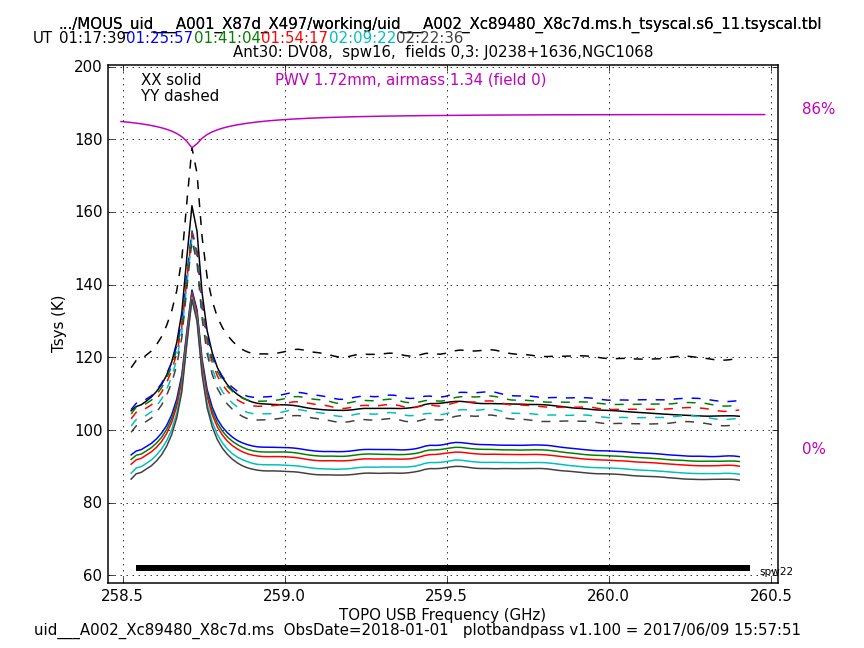 .../MOUS_uid___A001_X87d_X497/working/uid___A002_Xc89480_X8c7d.ms.h_tsyscal.s6_11.tsyscal.tbl
UT 01:17:39 01:25:57 01:41:04 01:54:17 02:09:22 02:22:36
Ant30: DV08, spw16, fields 0,3: J0238+1636,NGC1068
XX solid
YY dashed
PWV 1.72mm, airmass 1.34 (field 0)
86%
0%
200
180
160
140
120
100
80
60
Tsys (K)
spw22
258.5 259.0 259.5 260.0 260.5
TOPO USB Frequency (GHz)
uid___A002_Xc89480_X8c7d.ms ObsDate=2018-01-01 plotbandpass v1.100 = 2017/06/09 15:57:51